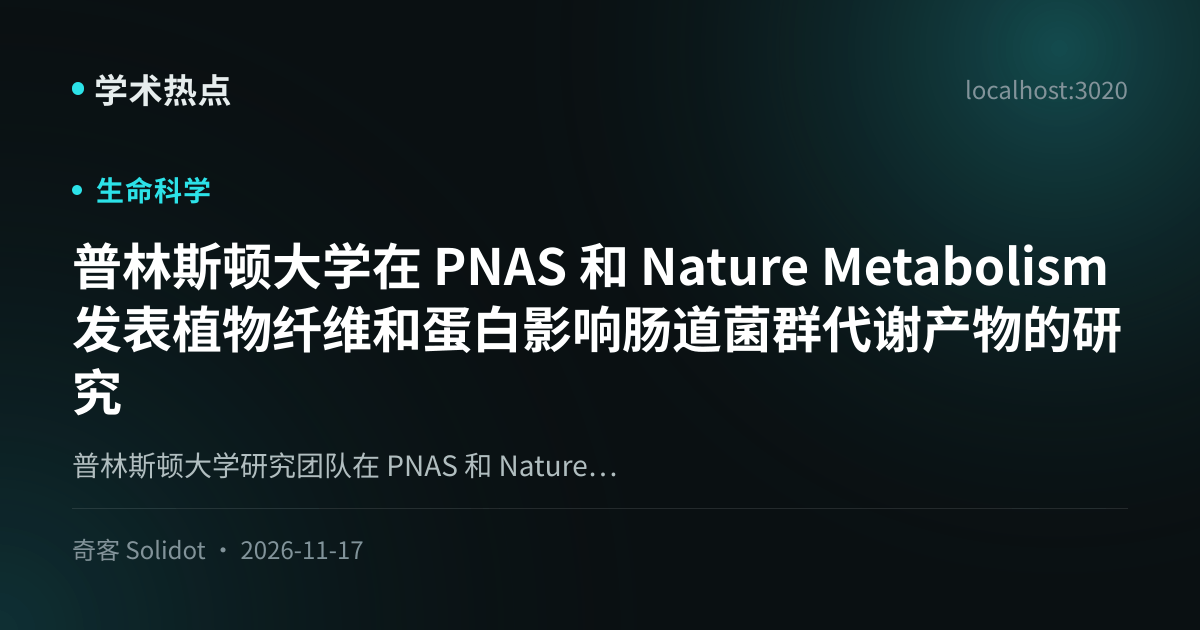 学术热点
localhost:3020
生命科学
普林斯顿大学在 PNAS 和 Nature Metabolism
发表植物纤维和蛋白影响肠道菌群代谢产物的研
究
普林斯顿大学研究团队在 PNAS 和 Nature…
奇客 Solidot · 2026-11-17